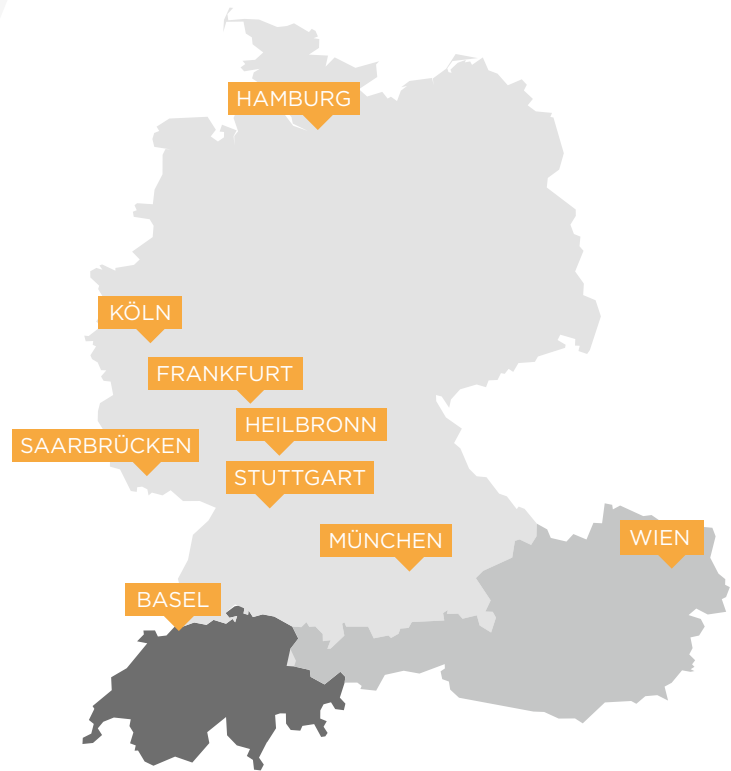 HAMBURG
KÖLN
FRANKFURT
HEILBRONN
SAARBRÜCKEN
STUTTGART
MÜNCHEN
WIEN
BASEL